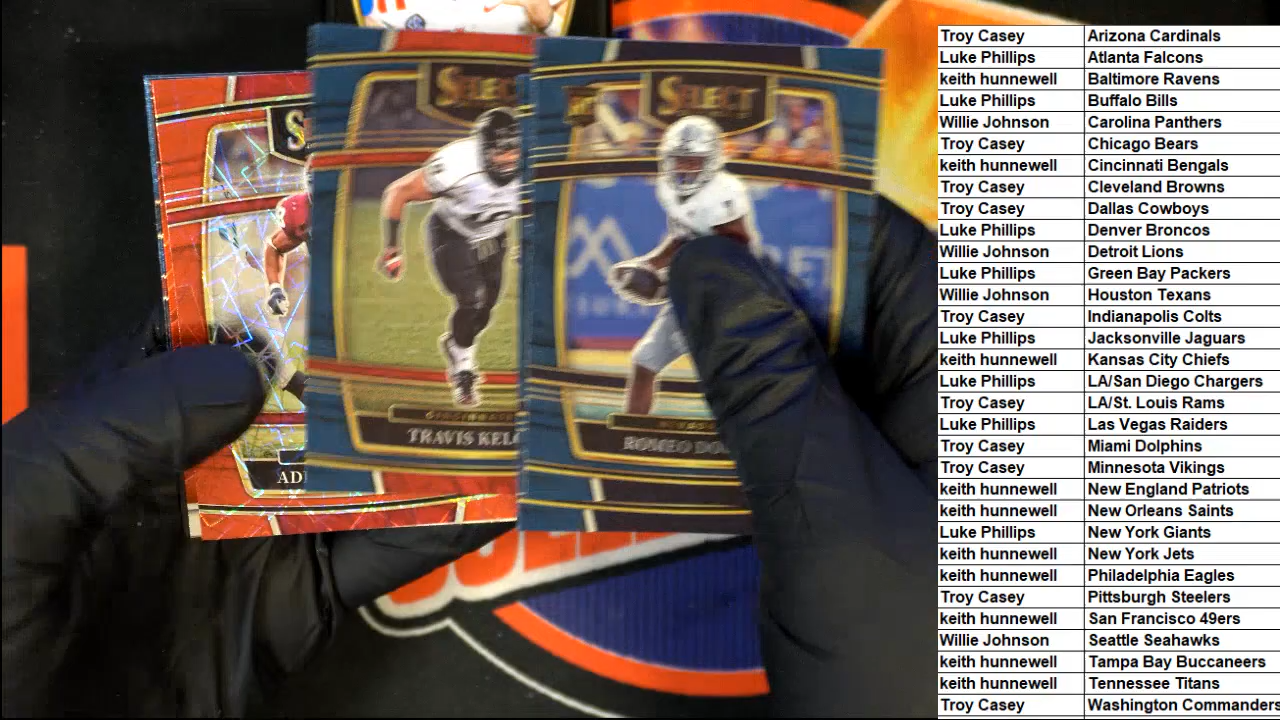 SELECT
TRAVIS KELC
CINCINNATI
SELECT
ROMEO DOU
AD
Troy Casey Arizona Cardinals
Luke Phillips Atlanta Falcons
keith hunnewell Baltimore Ravens
Luke Phillips Buffalo Bills
Willie Johnson Carolina Panthers
Troy Casey Chicago Bears
keith hunnewell Cincinnati Bengals
Troy Casey Cleveland Browns
Troy Casey Dallas Cowboys
Luke Phillips Denver Broncos
Willie Johnson Detroit Lions
Luke Phillips Green Bay Packers
Willie Johnson Houston Texans
Troy Casey Indianapolis Colts
Luke Phillips Jacksonville Jaguars
keith hunnewell Kansas City Chiefs
Luke Phillips LA/San Diego Chargers
Troy Casey LA/St. Louis Rams
Luke Phillips Las Vegas Raiders
Troy Casey Miami Dolphins
Troy Casey Minnesota Vikings
keith hunnewell New England Patriots
keith hunnewell New Orleans Saints
Luke Phillips New York Giants
keith hunnewell New York Jets
keith hunnewell Philadelphia Eagles
Troy Casey Pittsburgh Steelers
keith hunnewell San Francisco 49ers
Willie Johnson Seattle Seahawks
keith hunnewell Tampa Bay Buccaneers
keith hunnewell Tennessee Titans
Troy Casey Washington Commanders